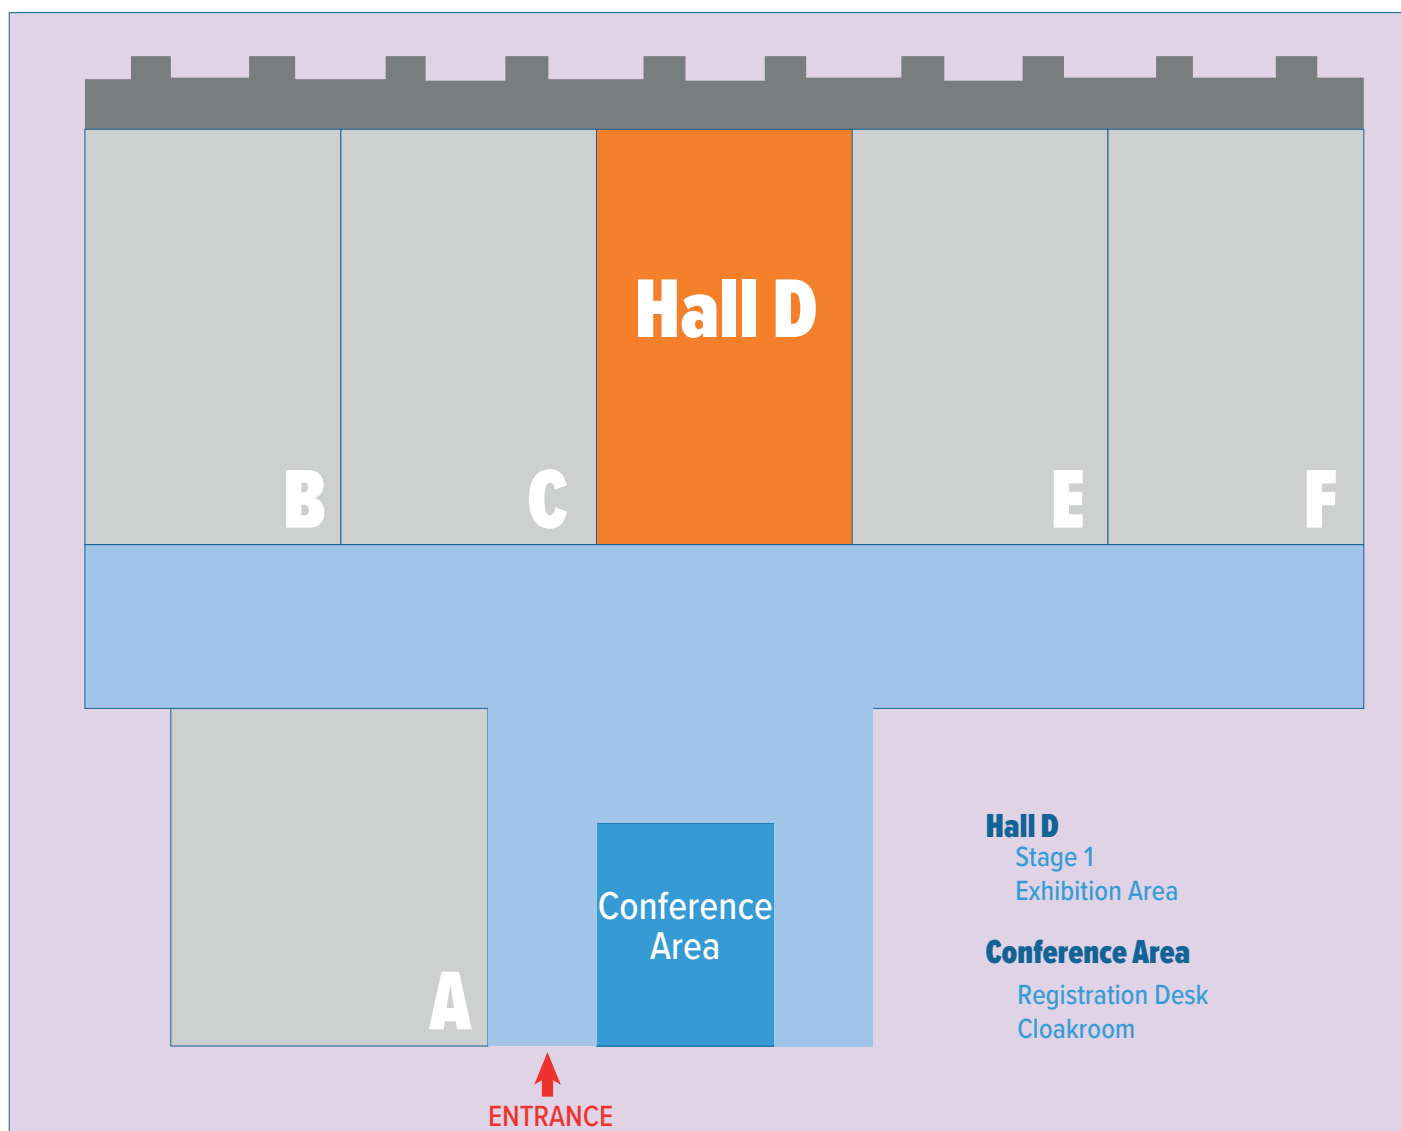 Hall D
B
C
E
F
Conference
Area
A
ENTRANCE
Hall D
Stage 1
Exhibition Area
Conference Area
Registration Desk
Cloakroom